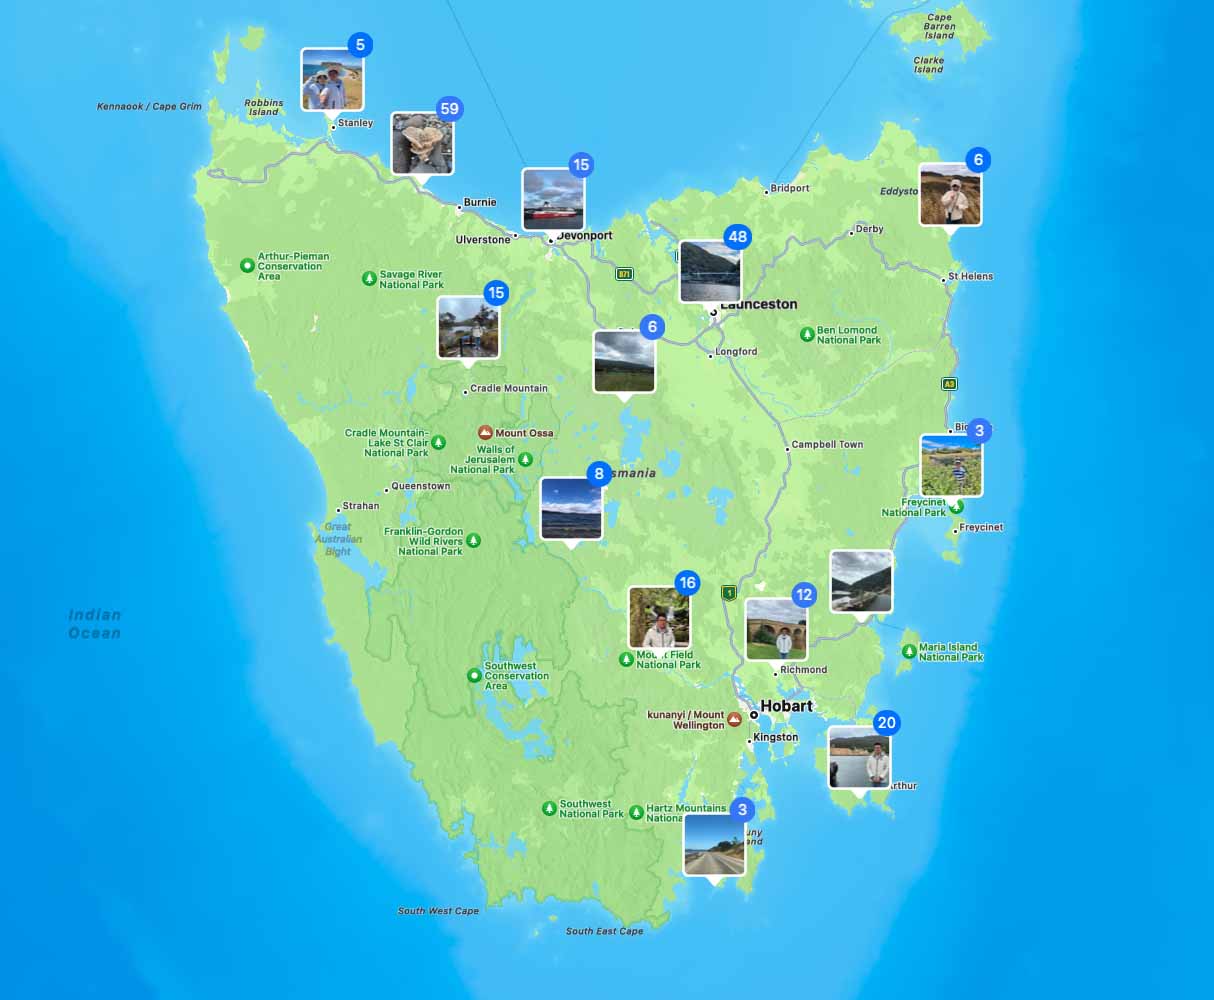 Cape
Barren
Island
Clarke
Island
5
Kennaook / Cape Grim
Robbins
Island
Stanley
59
15
6
Bridport
Eddysto
Burnie
Ulverstone
Devonport
Derby
48
Arthur-Pieman
Conservation
Area
Savage River
National Park
B71
St Helens
15
Launceston
6
Ben Lomond
National Park
Longford
Cradle Mountain
A3
Cradle Mountain-
Lake St Clair
National Park
Mount Ossa
Walls of
Jerusalem
National Park
Campbell Town
3
8
smania
Queenstown
Strahan
Great
Australian
Bight
Franklin-Gordon
Wild Rivers
National Park
Freycinet
National Park
Freycinet
Indian
Ocean
16
1
12
Mount Field
National Park
Maria Island
National Park
Richmond
Southwest
Conservation
Area
Hobart
kunanyi / Mount
Wellington
Kingston
20
rthur
Southwest
National Park
Hartz Mountains
Nationa
3
uny
and
South West Cape
South East Cape